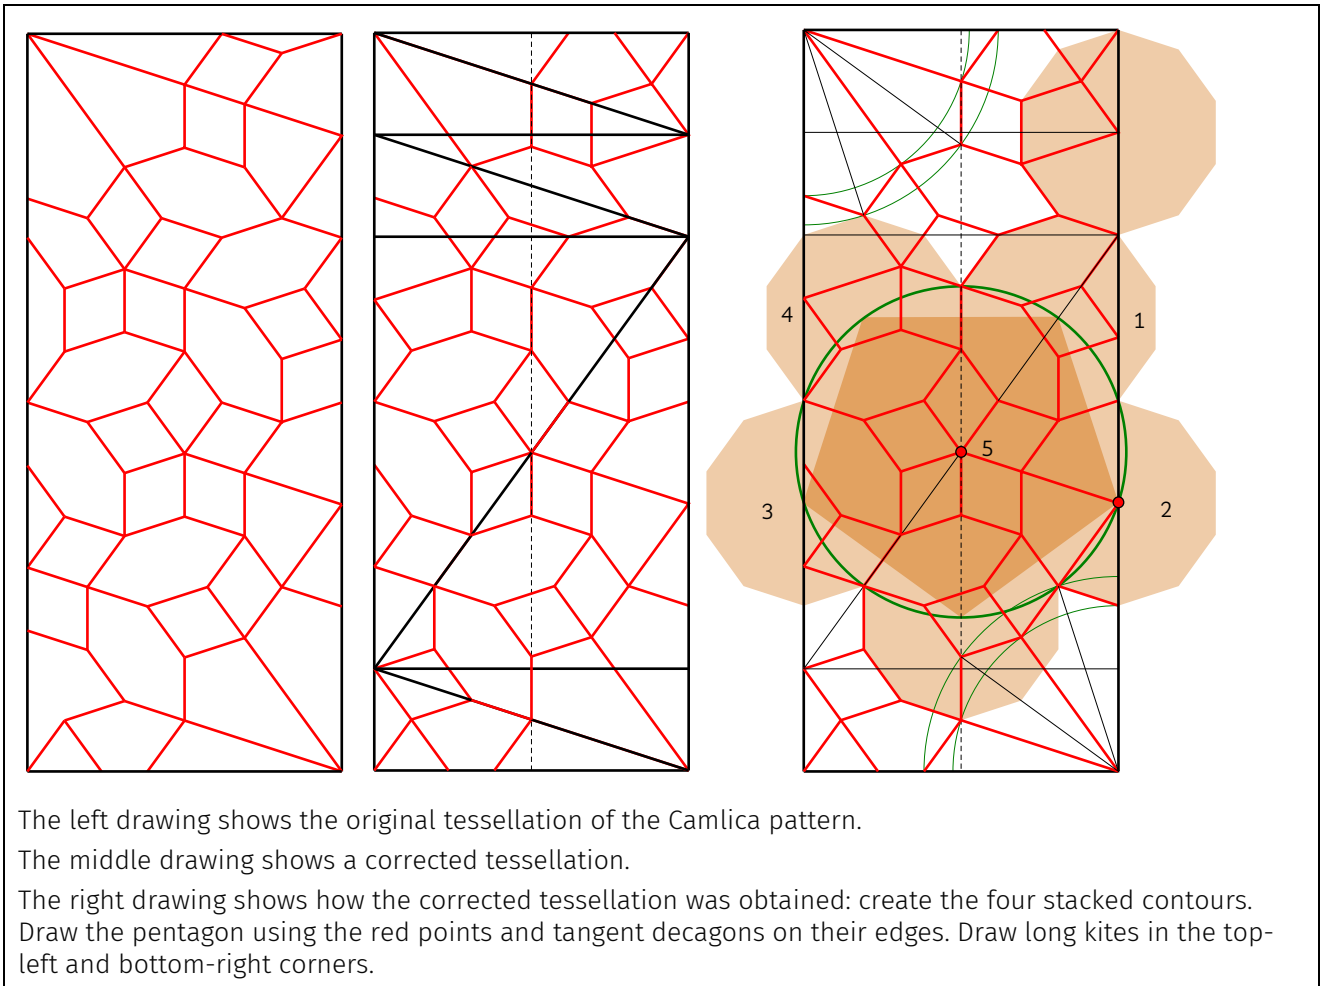 4
1
5
3
2
The left drawing shows the original tessellation of the Camlica pattern.
The middle drawing shows a corrected tessellation.
The right drawing shows how the corrected tessellation was obtained: create the four stacked contours.
Draw the pentagon using the red points and tangent decagons on their edges. Draw long kites in the top-
left and bottom-right corners.